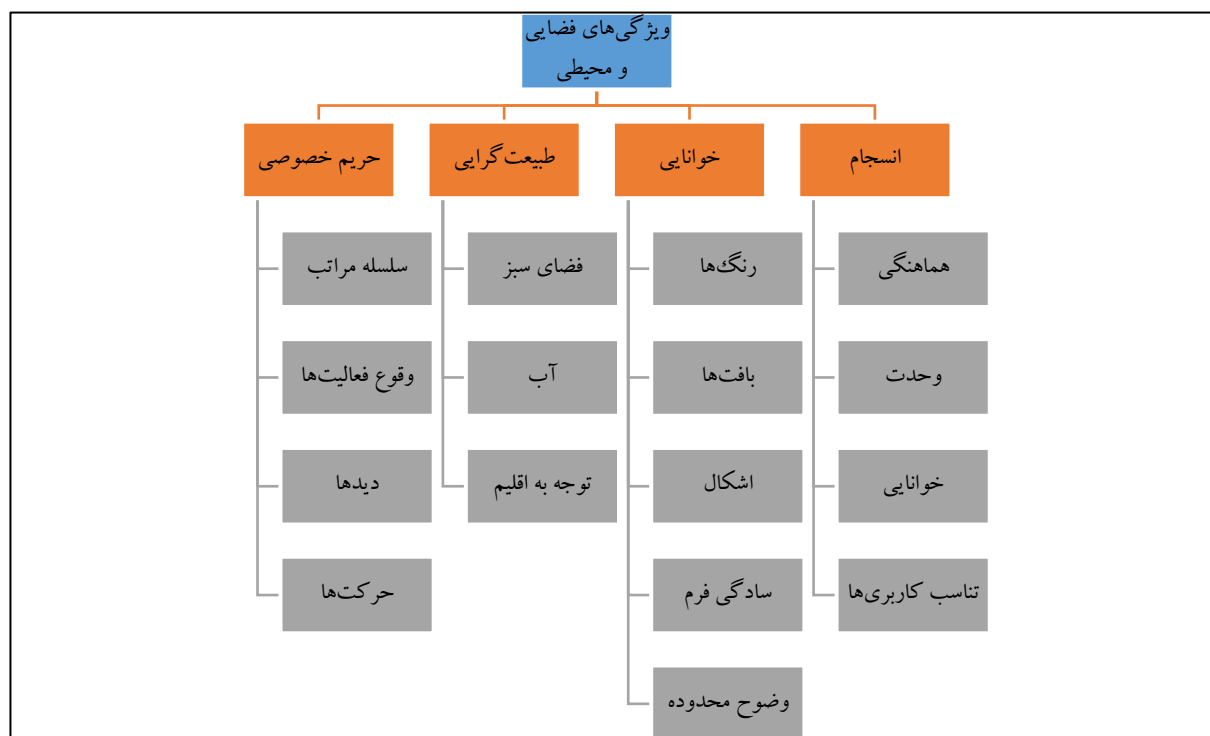 ویژگی‌های فضایی
و محیطی
انسجام
خوانایی
طبیعت‌گرایی
حریم خصوصی
هماهنگی
رنگ‌ها
فضای سبز
سلسله مراتب
وحدت
بافت‌ها
آب
وقوع فعالیت‌ها
خوانایی
اشکال
توجه به اقلیم
دیدها
تناسب کاربری‌ها
سادگی فرم
حرکت‌ها
وضوح محدوده